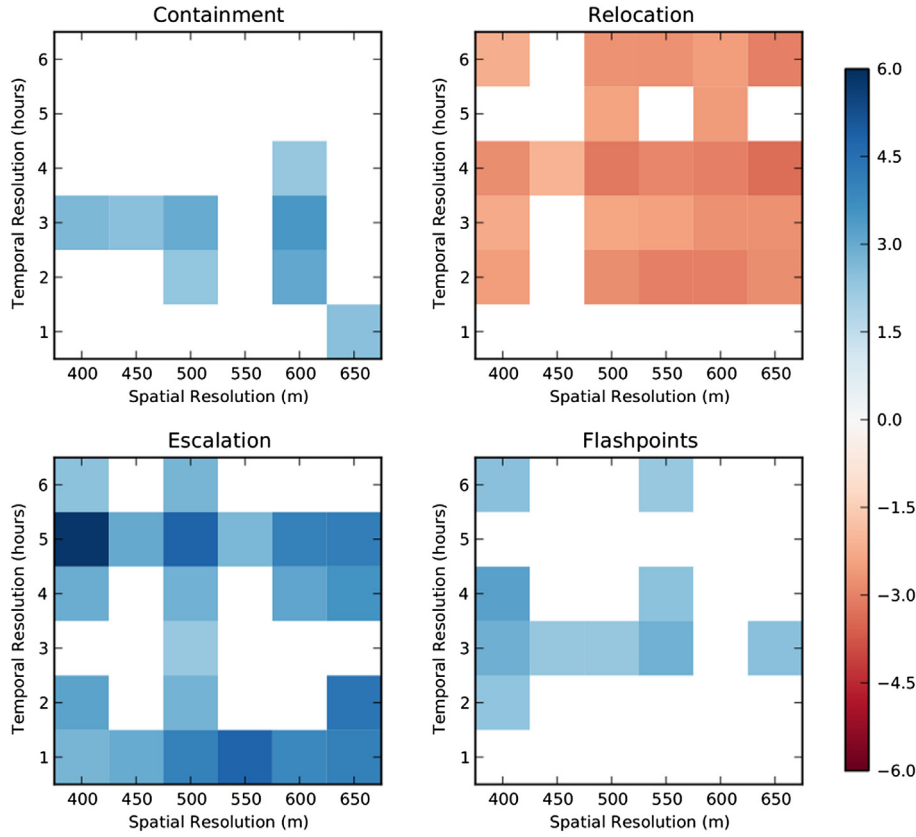 Containment
Relocation
Temporal Resolution (hours)
6
5
4
3
2
1
400 450 500 550 600 650
Spatial Resolution (m)
Temporal Resolution (hours)
6
5
4
3
2
1
400 450 500 550 600 650
Spatial Resolution (m)
Escalation
Flashpoints
Temporal Resolution (hours)
6
5
4
3
2
1
400 450 500 550 600 650
Spatial Resolution (m)
Temporal Resolution (hours)
6
5
4
3
2
1
400 450 500 550 600 650
Spatial Resolution (m)
6.0
4.5
3.0
1.5
0.0
−1.5
−3.0
−4.5
−6.0